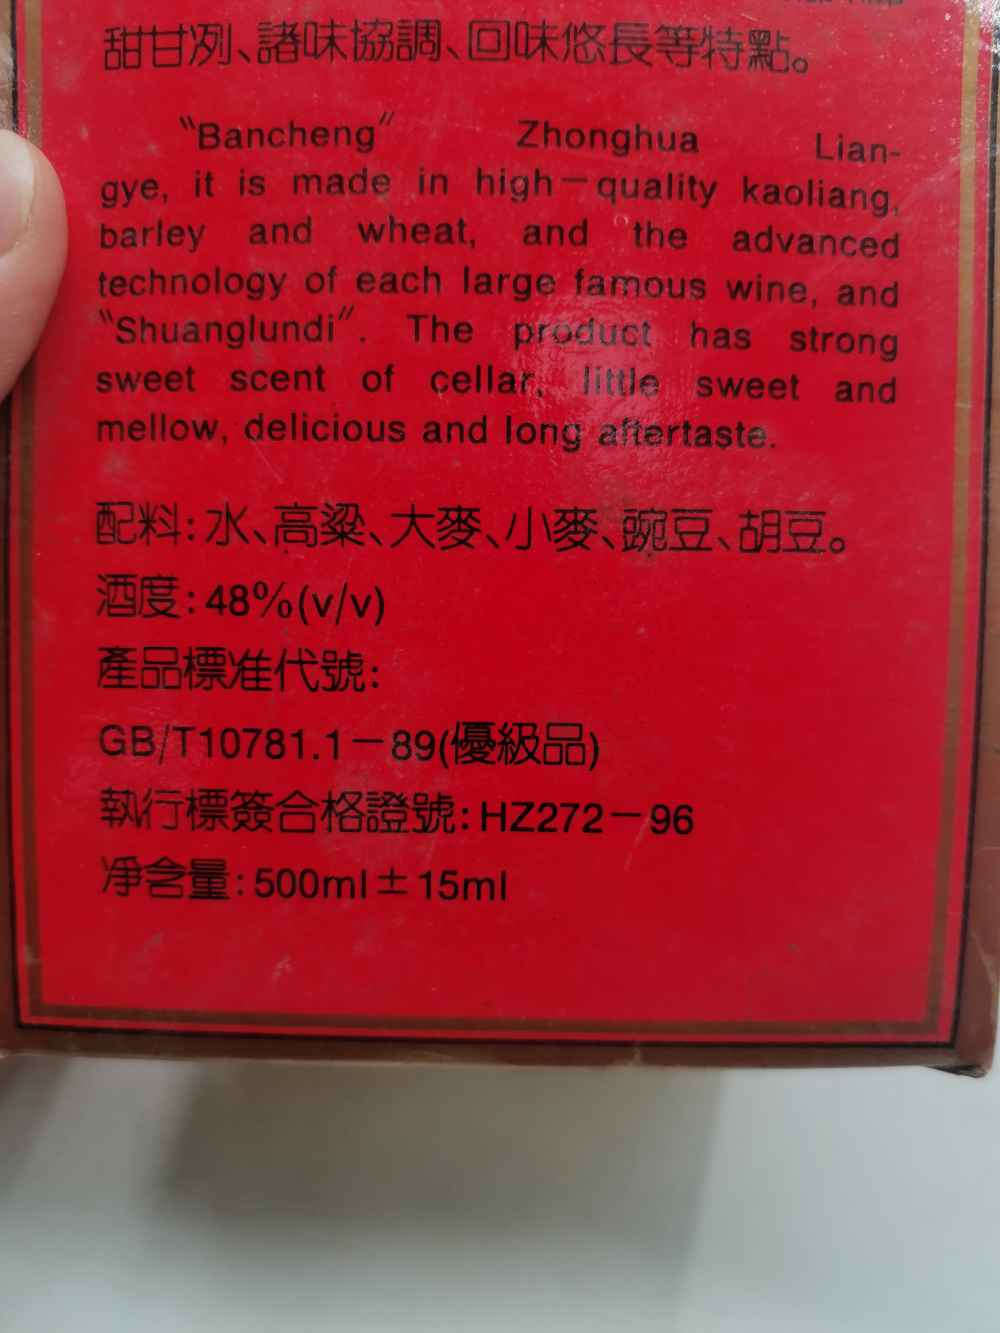 甜甘冽、諸味協調、回味悠長等特點。
"Bancheng" Zhonghua Lian-
gye, it is made in high-quality kaoliang,
barley and wheat, and the advanced
technology of each large famous wine, and
"Shuanglundi". The product has strong
sweet scent of cellar, little sweet and
mellow, delicious and long aftertaste.
配料:水、高粱、大麥、小麥、豌豆、胡豆。
酒度:48%(v/v)
產品標准代號:
GB/T10781.1-89(優級品)
執行標簽合格證號:HZ272-96
净含量:500ml±15ml